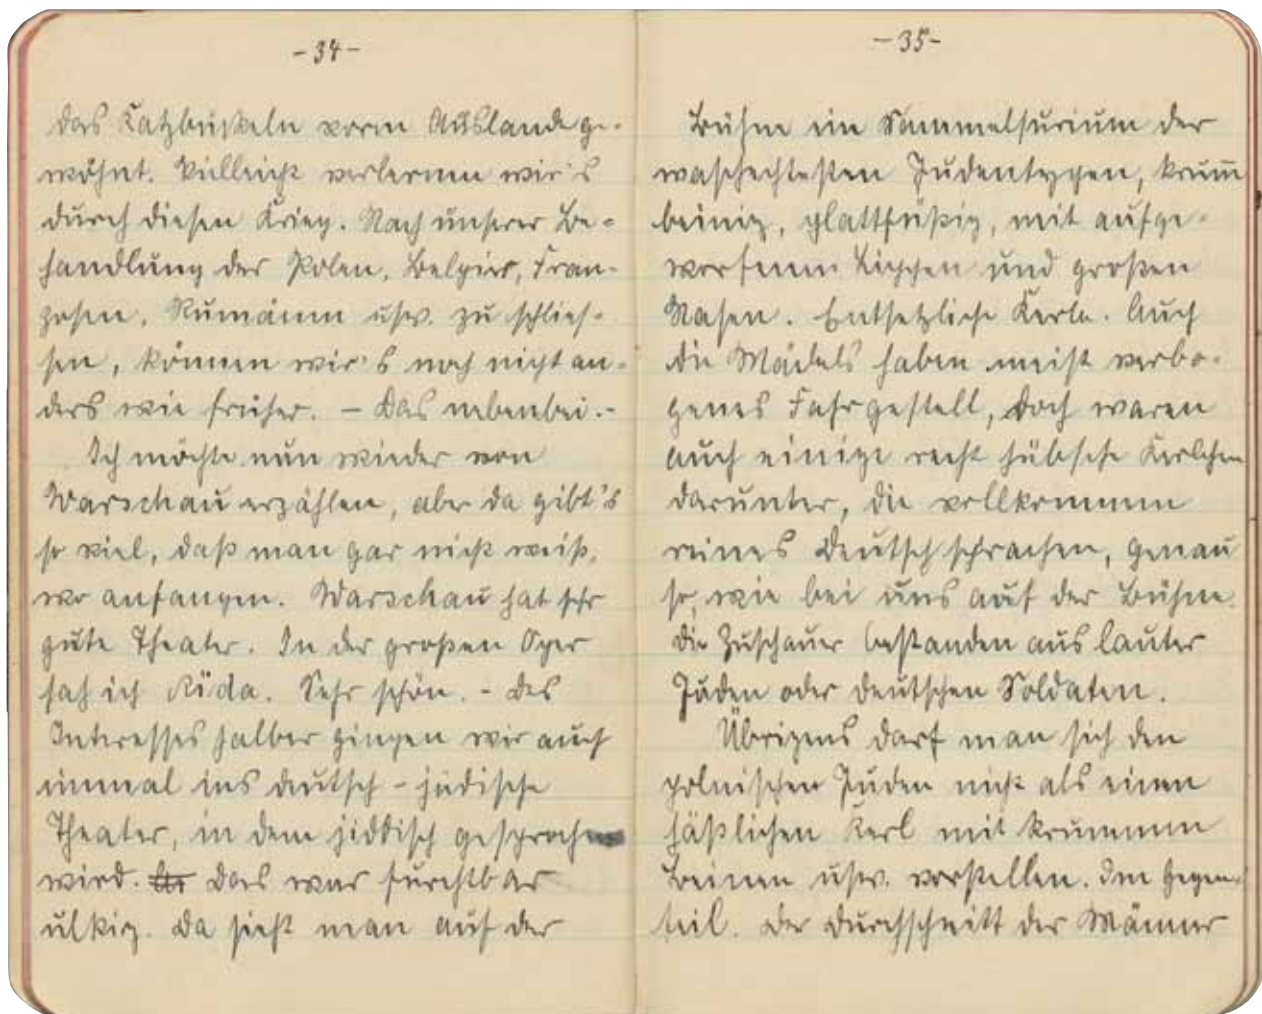 - 34 -
das Katzbuckeln vorm Auslande ge-
wöhnt. Vielleicht verlernen wir's
durch diesen Krieg. Nach unserer Be-
handlung der Polen, Belgier, Fran-
zosen, Rumänen usw. zu schlies-
sen, können wir's noch nicht an-
ders wie früher. – Das nebenbei. -
Ich möchte nun wieder von
Warschau erzählen, aber da gibt's
so viel, daß man gar nicht weiß,
wo anfangen. Warschau hat sehr
gute Theater. In der großen Oper
sah ich Aida. Sehr schön. - Des
Interesses halber gingen wir auch
einmal ins deutsch-jüdische
Theater, in dem jiddisch gesprochen
wird. Das war furchtbar
ulkig. Da sieht man auf der
- 35 -
Bühne ein Sammelsurium der
waschechtesten Judentypen, krumm
beinig, plattfüßig, mit aufge-
worfenen Lippen und großen
Nasen. Entsetzliche Kerle. Auch
die Mädels haben meist verbo-
genes Fahrgestell, doch waren
auch einige recht hübsche Kerlchen
darunter, die vollkommen
reines Deutsch sprachen, genau
so, wie bei uns auf der Bühne.
Die Zuschauer bestanden aus lauter
Juden oder deutschen Soldaten.
Übrigens darf man sich den
polnischen Juden nicht als einen
häßlichen Kerl mit krummen
Beinen usw. vorstellen. Im Gegen-
teil. Der Durchschnitt der Männer